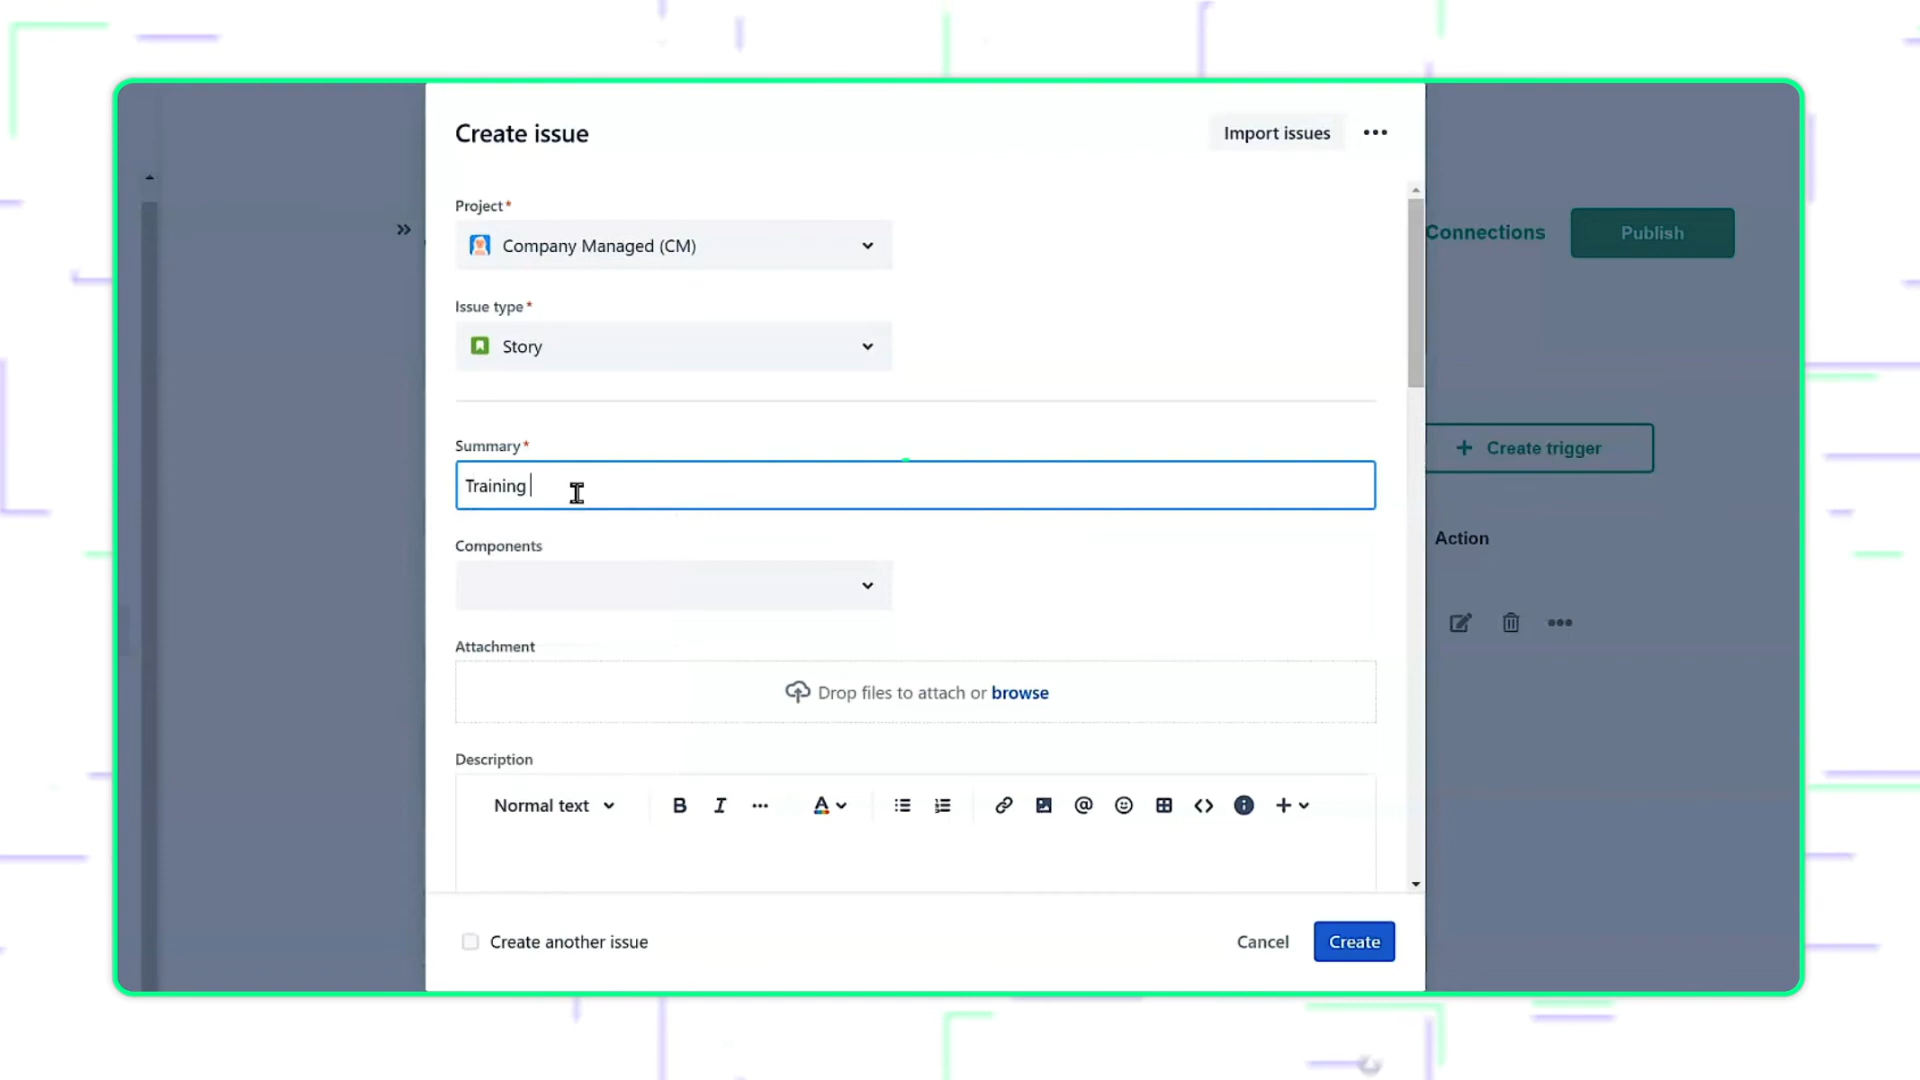 Create issue
Import issues
Project*
Company Managed (CM)
Connections
Publish
Issue type*
Story
Summary*
Create trigger
Training
Action
Components
Attachment
Drop files to attach or browse
Description
Normal text
Create another issue
Cancel
Create